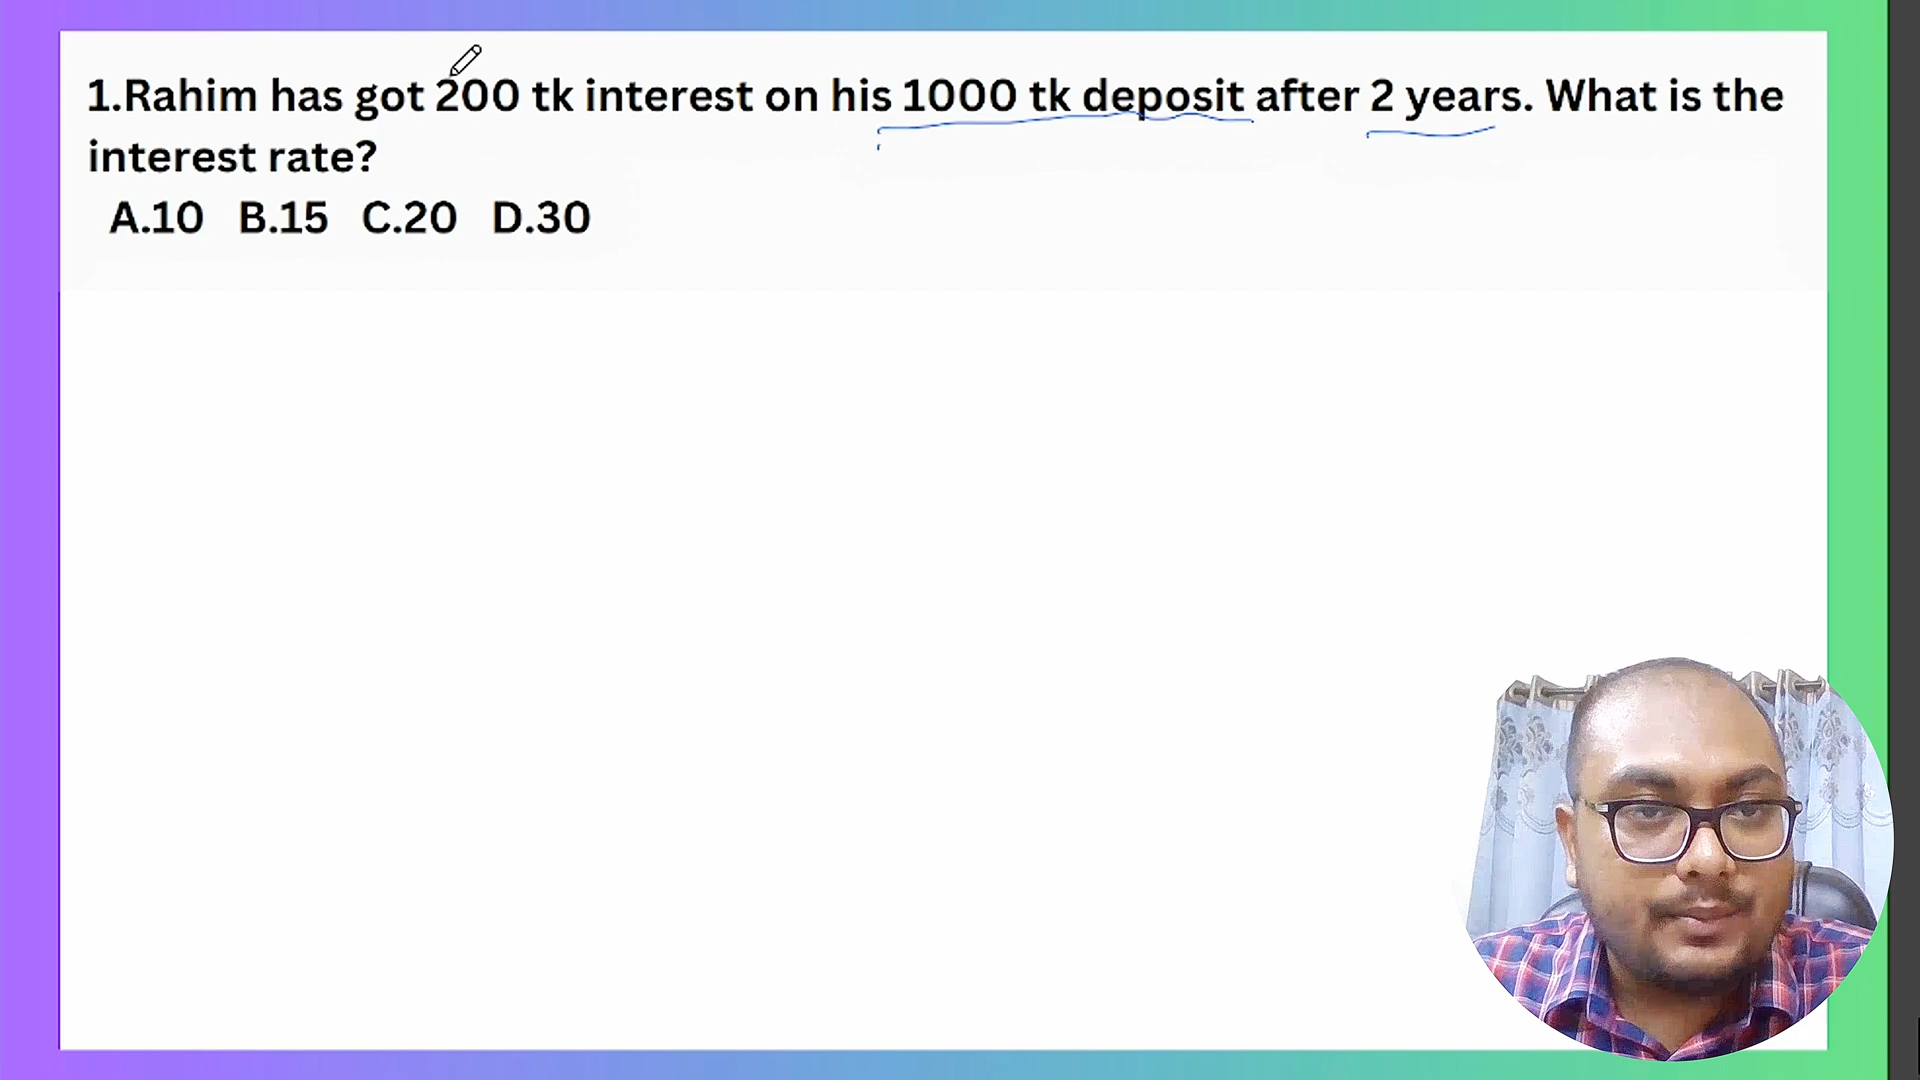 1.Rahim has got 200 tk interest on his 1000 tk deposit after 2 years. What is the
interest rate?
A.10 B.15 C.20 D.30